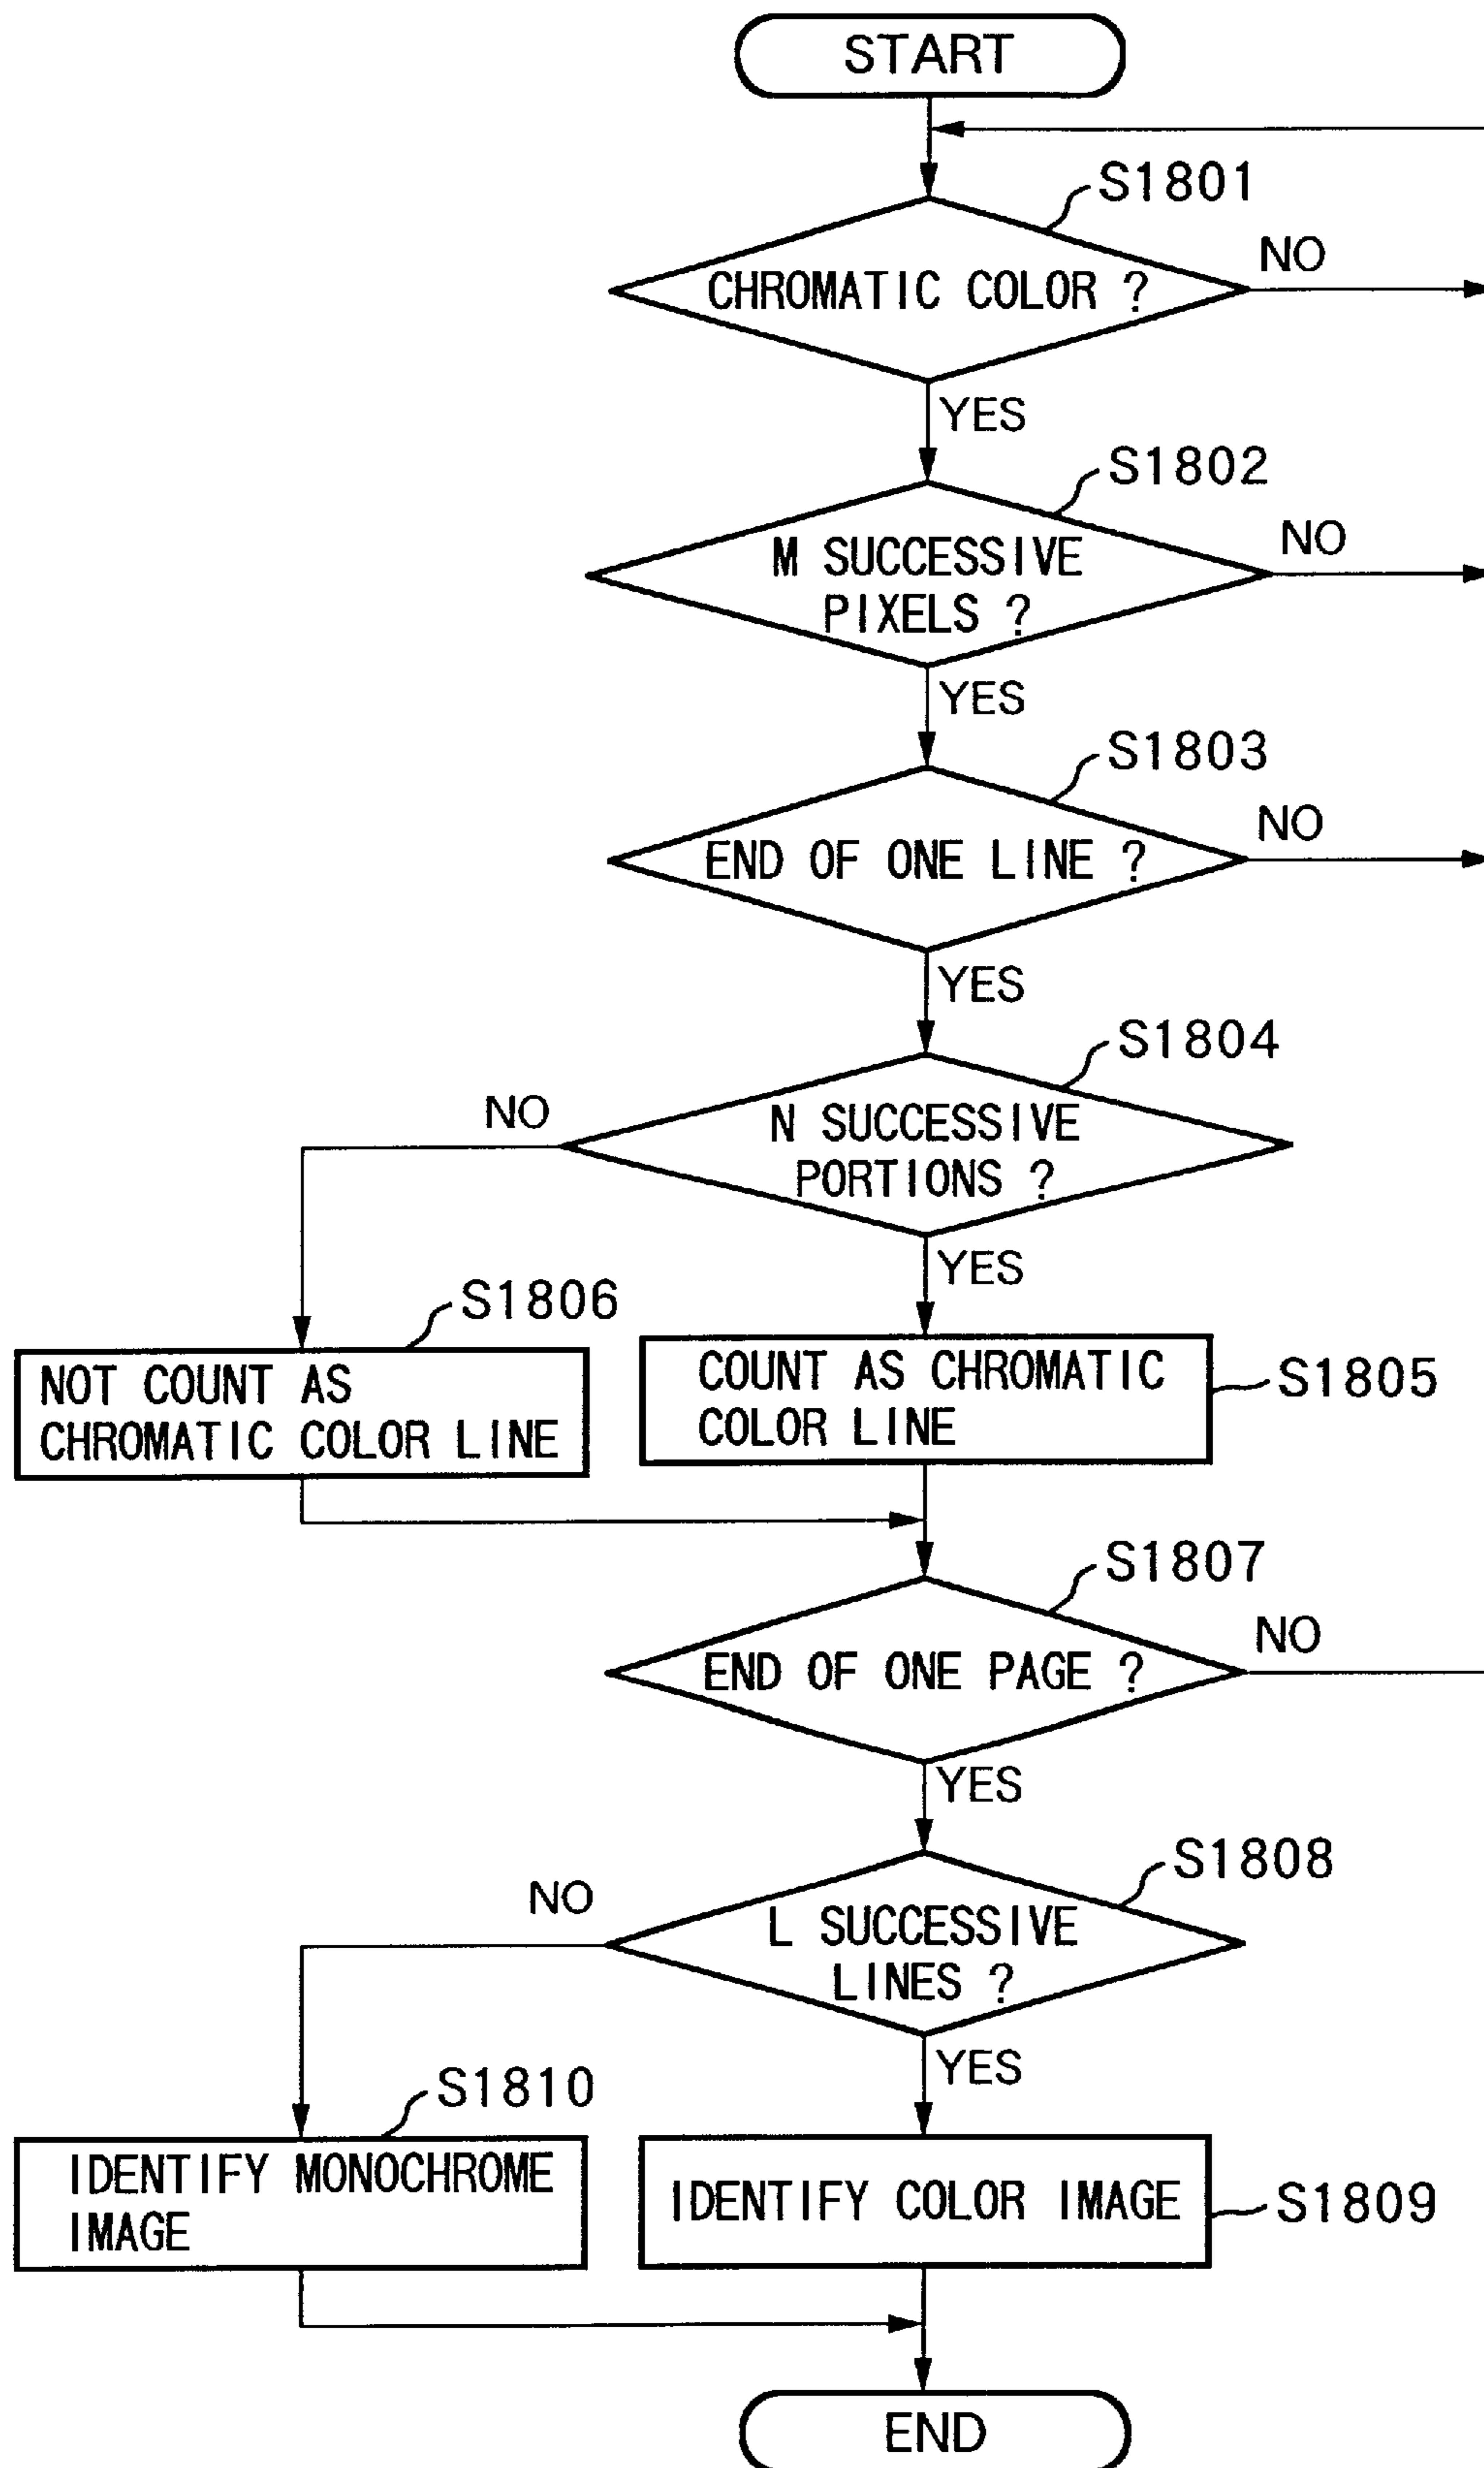 START
S1801
CHROMATIC COLOR ?
NO
YES
S1802
M SUCCESSIVE
PIXELS ?
NO
YES
S1803
END OF ONE LINE ?
NO
YES
S1804
N SUCCESSIVE
PORTIONS ?
NO
YES
S1806
NOT COUNT AS
CHROMATIC COLOR LINE
COUNT AS CHROMATIC
COLOR LINE
S1805
S1807
END OF ONE PAGE ?
NO
YES
S1808
L SUCCESSIVE
LINES ?
NO
YES
S1810
IDENTIFY MONOCHROME
IMAGE
IDENTIFY COLOR IMAGE
S1809
END